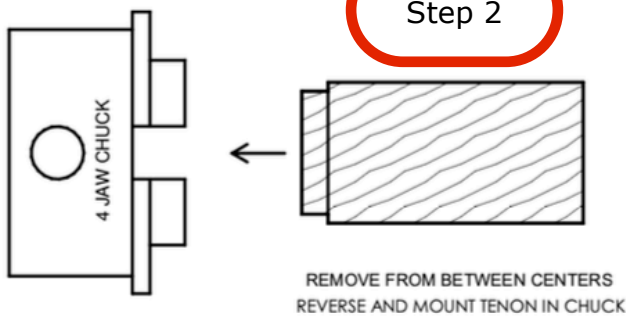 Step 2
4 JAW CHUCK
REMOVE FROM BETWEEN CENTERS
REVERSE AND MOUNT TENON IN CHUCK